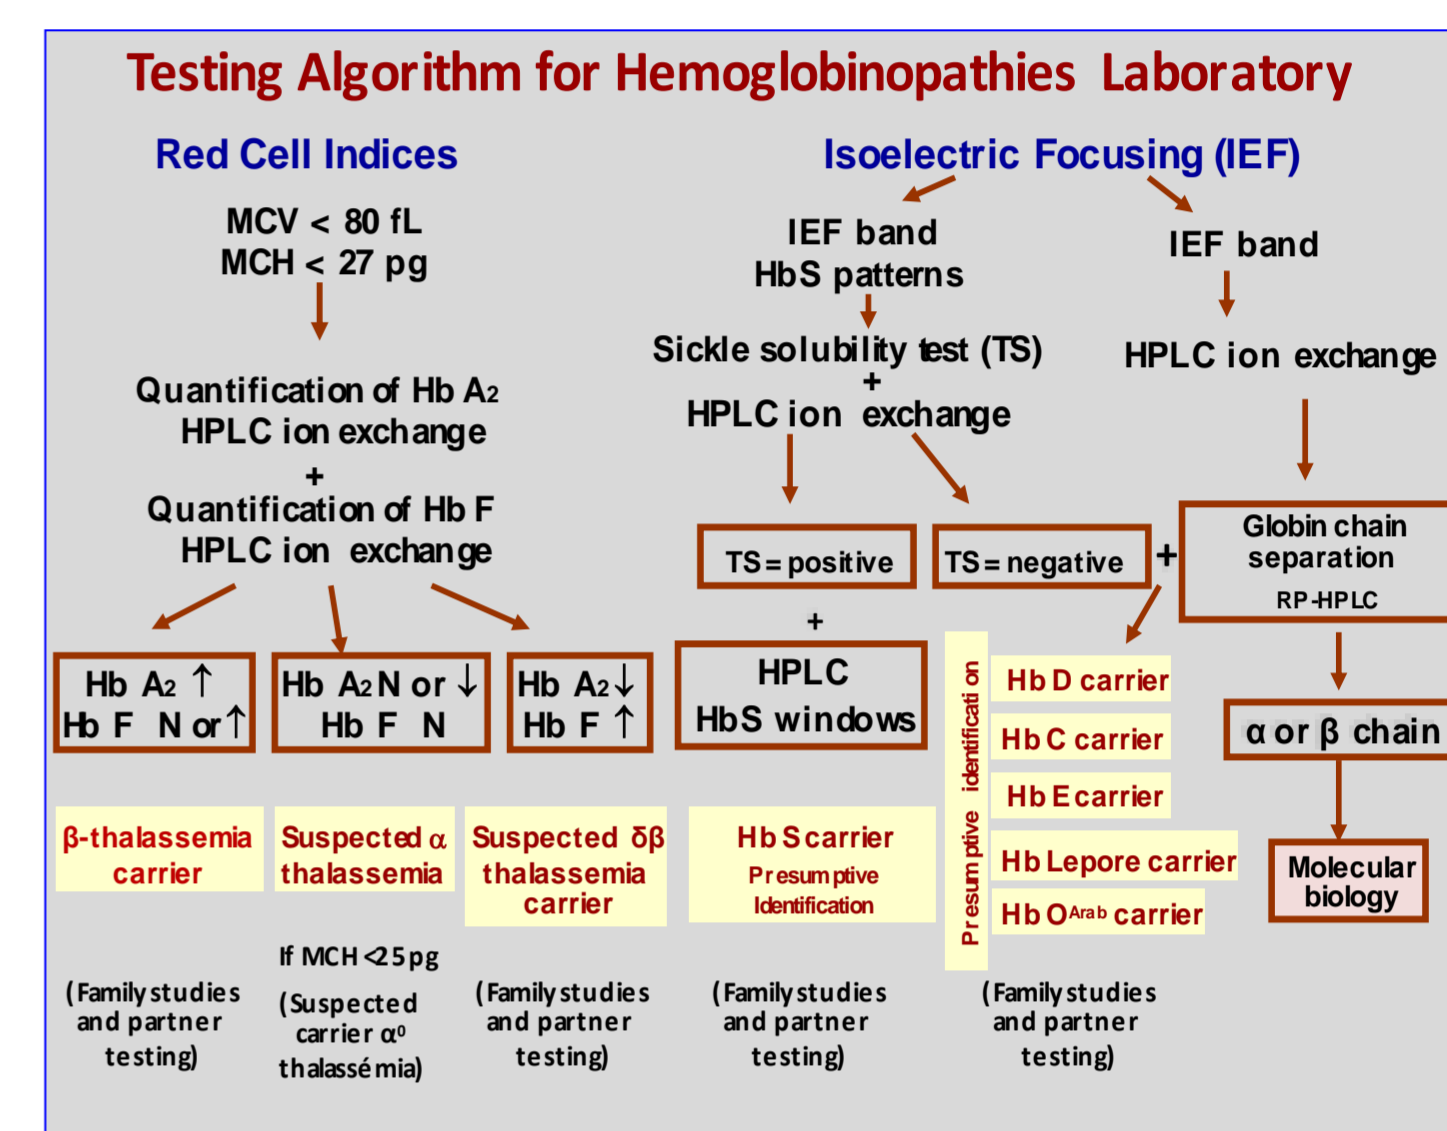 Testing Algorithm for Hemoglobinopathies Laboratory
Red Cell Indices
MCV < 80 fL
MCH < 27 pg
Quantification of Hb A2
HPLC ion exchange
+
Quantification of Hb F
HPLC ion exchange
Hb A2 ↑
Hb F N or ↑
Hb A2 N or ↓
Hb F N
Hb A2 ↓
Hb F ↑
β-thalassemia
carrier
Suspected α
thalassemia
Suspected δβ
thalassemia
carrier
(Family studies
and partner
testing)
If MCH <25 pg
(Suspected
carrier α⁰
thalassémia)
(Family studies
and partner
testing)
Isoelectric Focusing (IEF)
IEF band
HbS patterns
Sickle solubility test (TS)
+
HPLC ion exchange
TS = positive
+
HPLC
HbS windows
Hb S carrier
Presumptive
Identification
(Family studies
and partner
testing)
TS = negative
+
Presumptive identification
Hb D carrier
Hb C carrier
Hb E carrier
Hb Lepore carrier
Hb O^Arab carrier
(Family studies
and partner
testing)
IEF band
HPLC ion exchange
Globin chain
separation
RP-HPLC
α or β chain
Molecular
biology